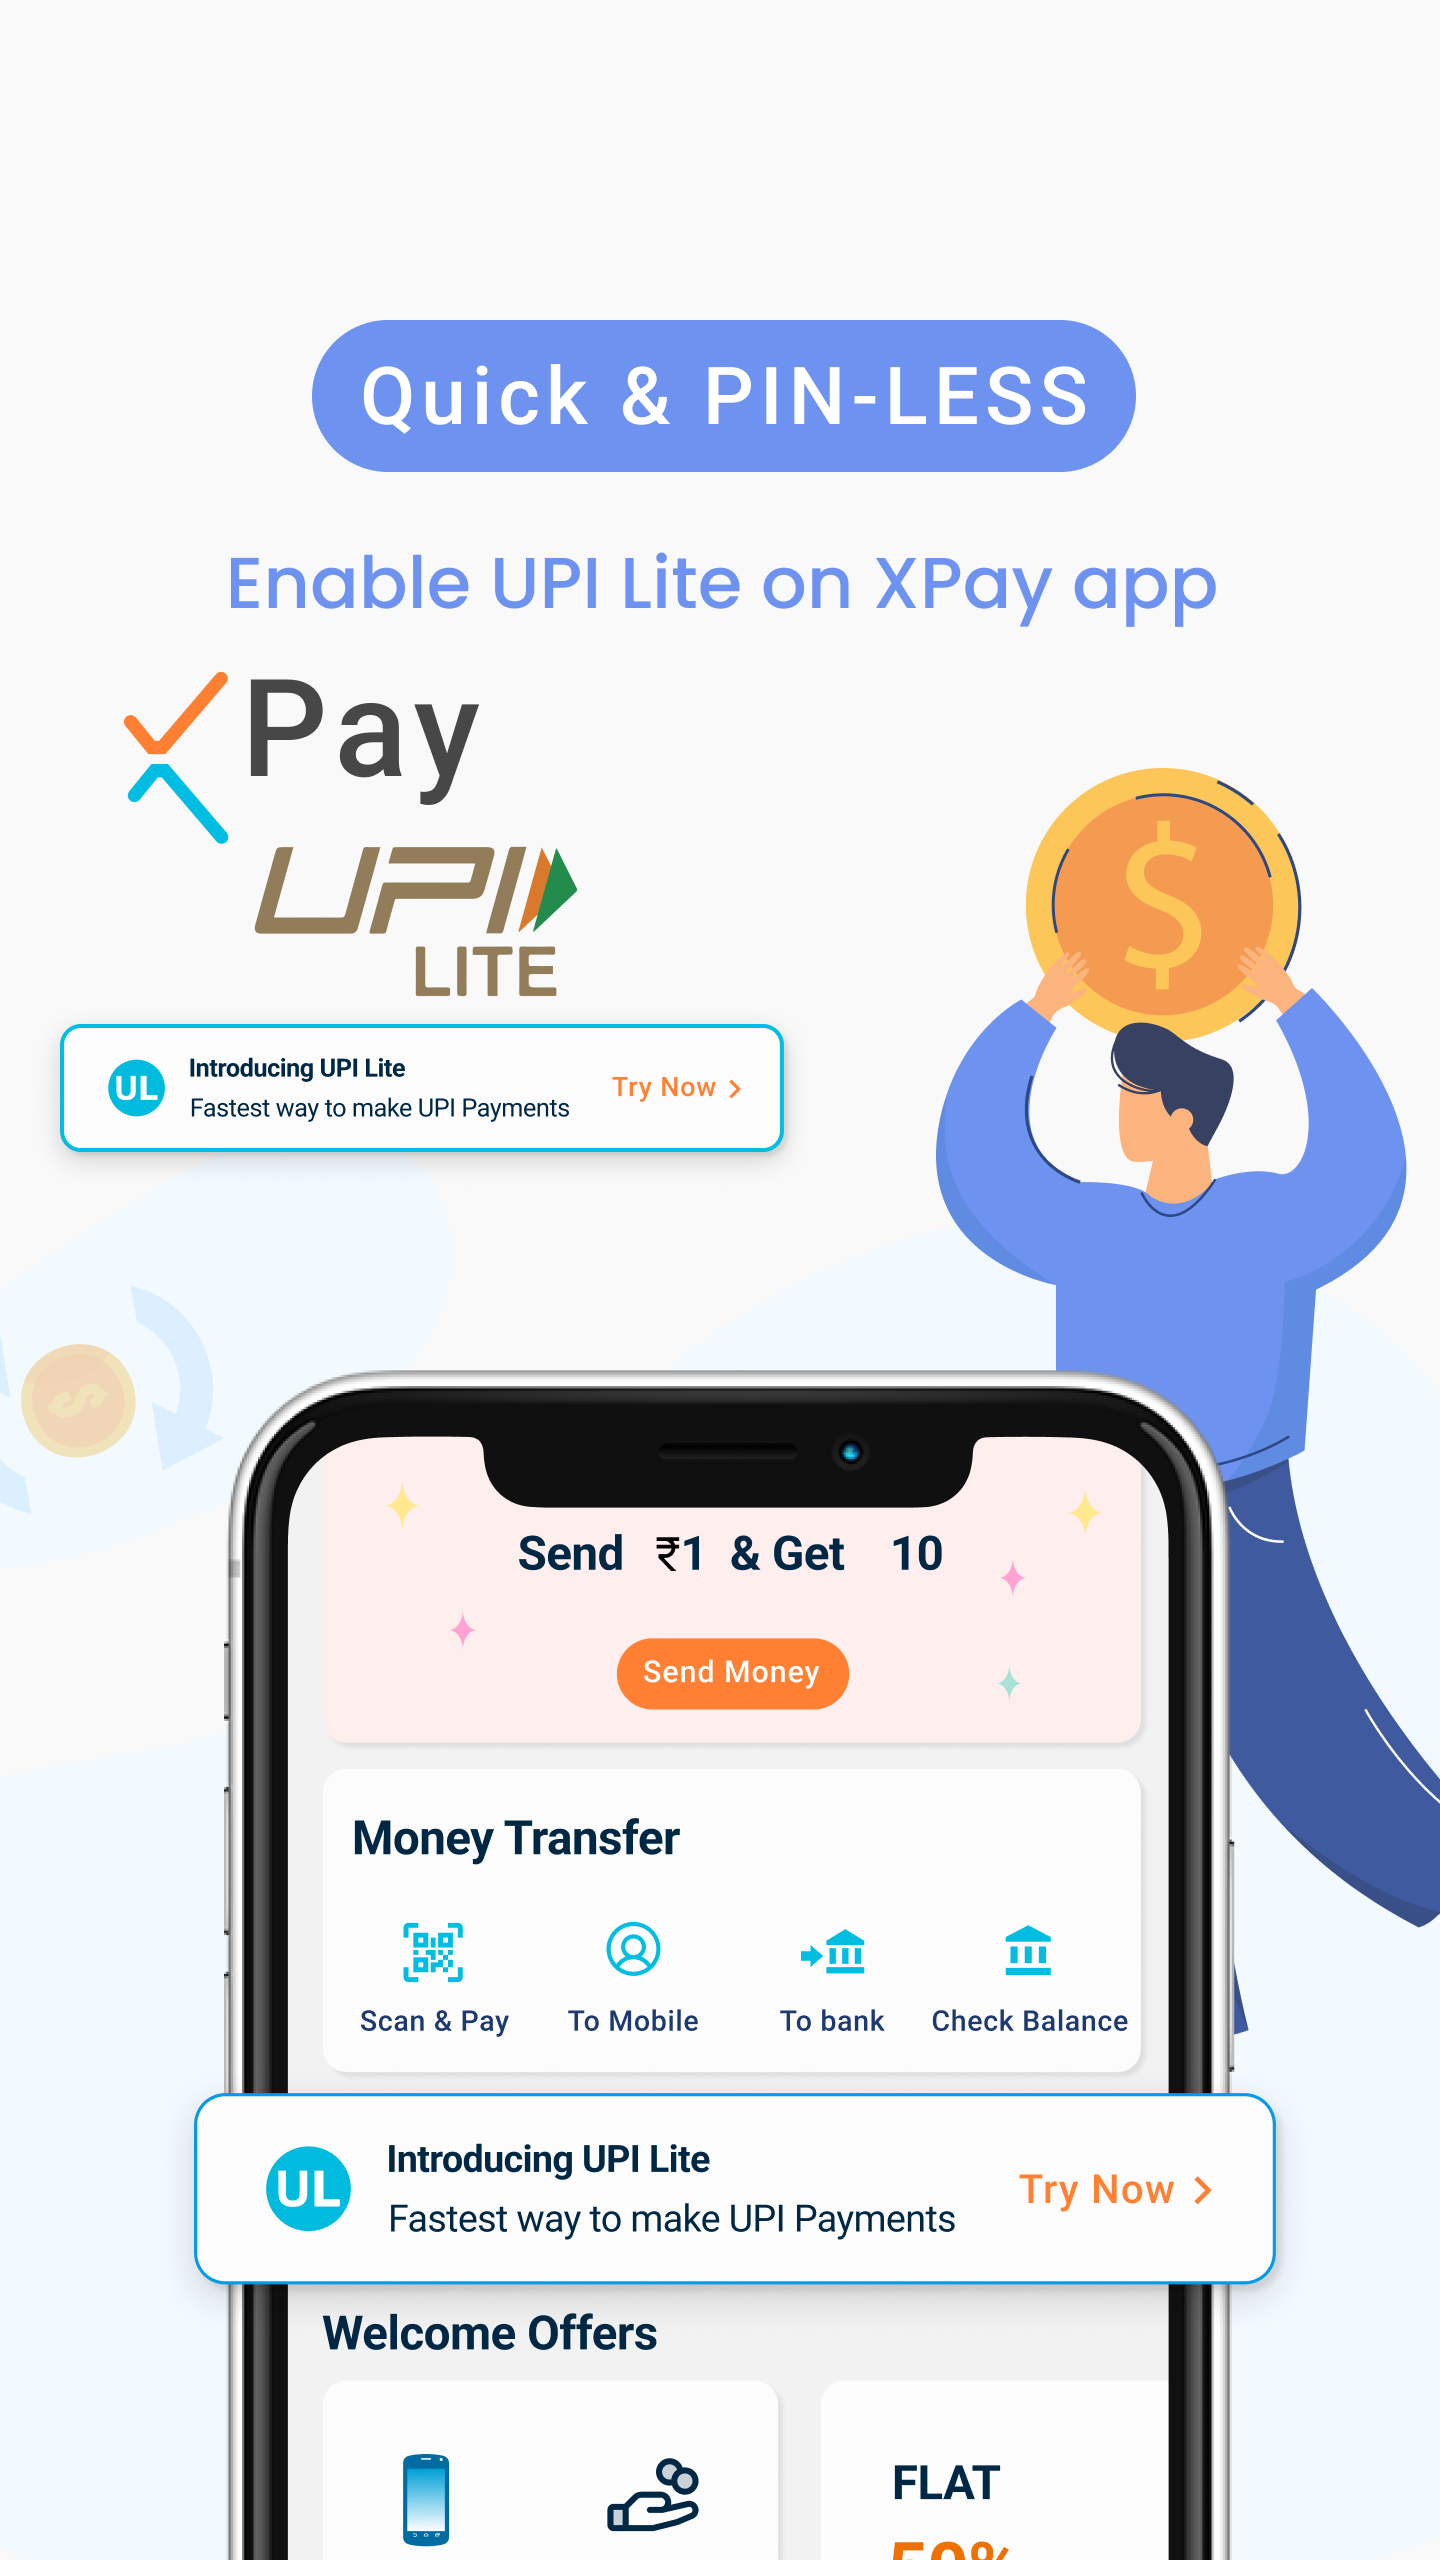 Quick & PIN-LESS
Enable UPI Lite on XPay app
XPay
UPI
LITE
UL
Introducing UPI Lite
Fastest way to make UPI Payments
Try Now >
$
$
Send ₹1 & Get 10
Send Money
Money Transfer
Scan & Pay To Mobile To bank Check Balance
UL
Introducing UPI Lite
Fastest way to make UPI Payments
Try Now >
Welcome Offers
FLAT
50%